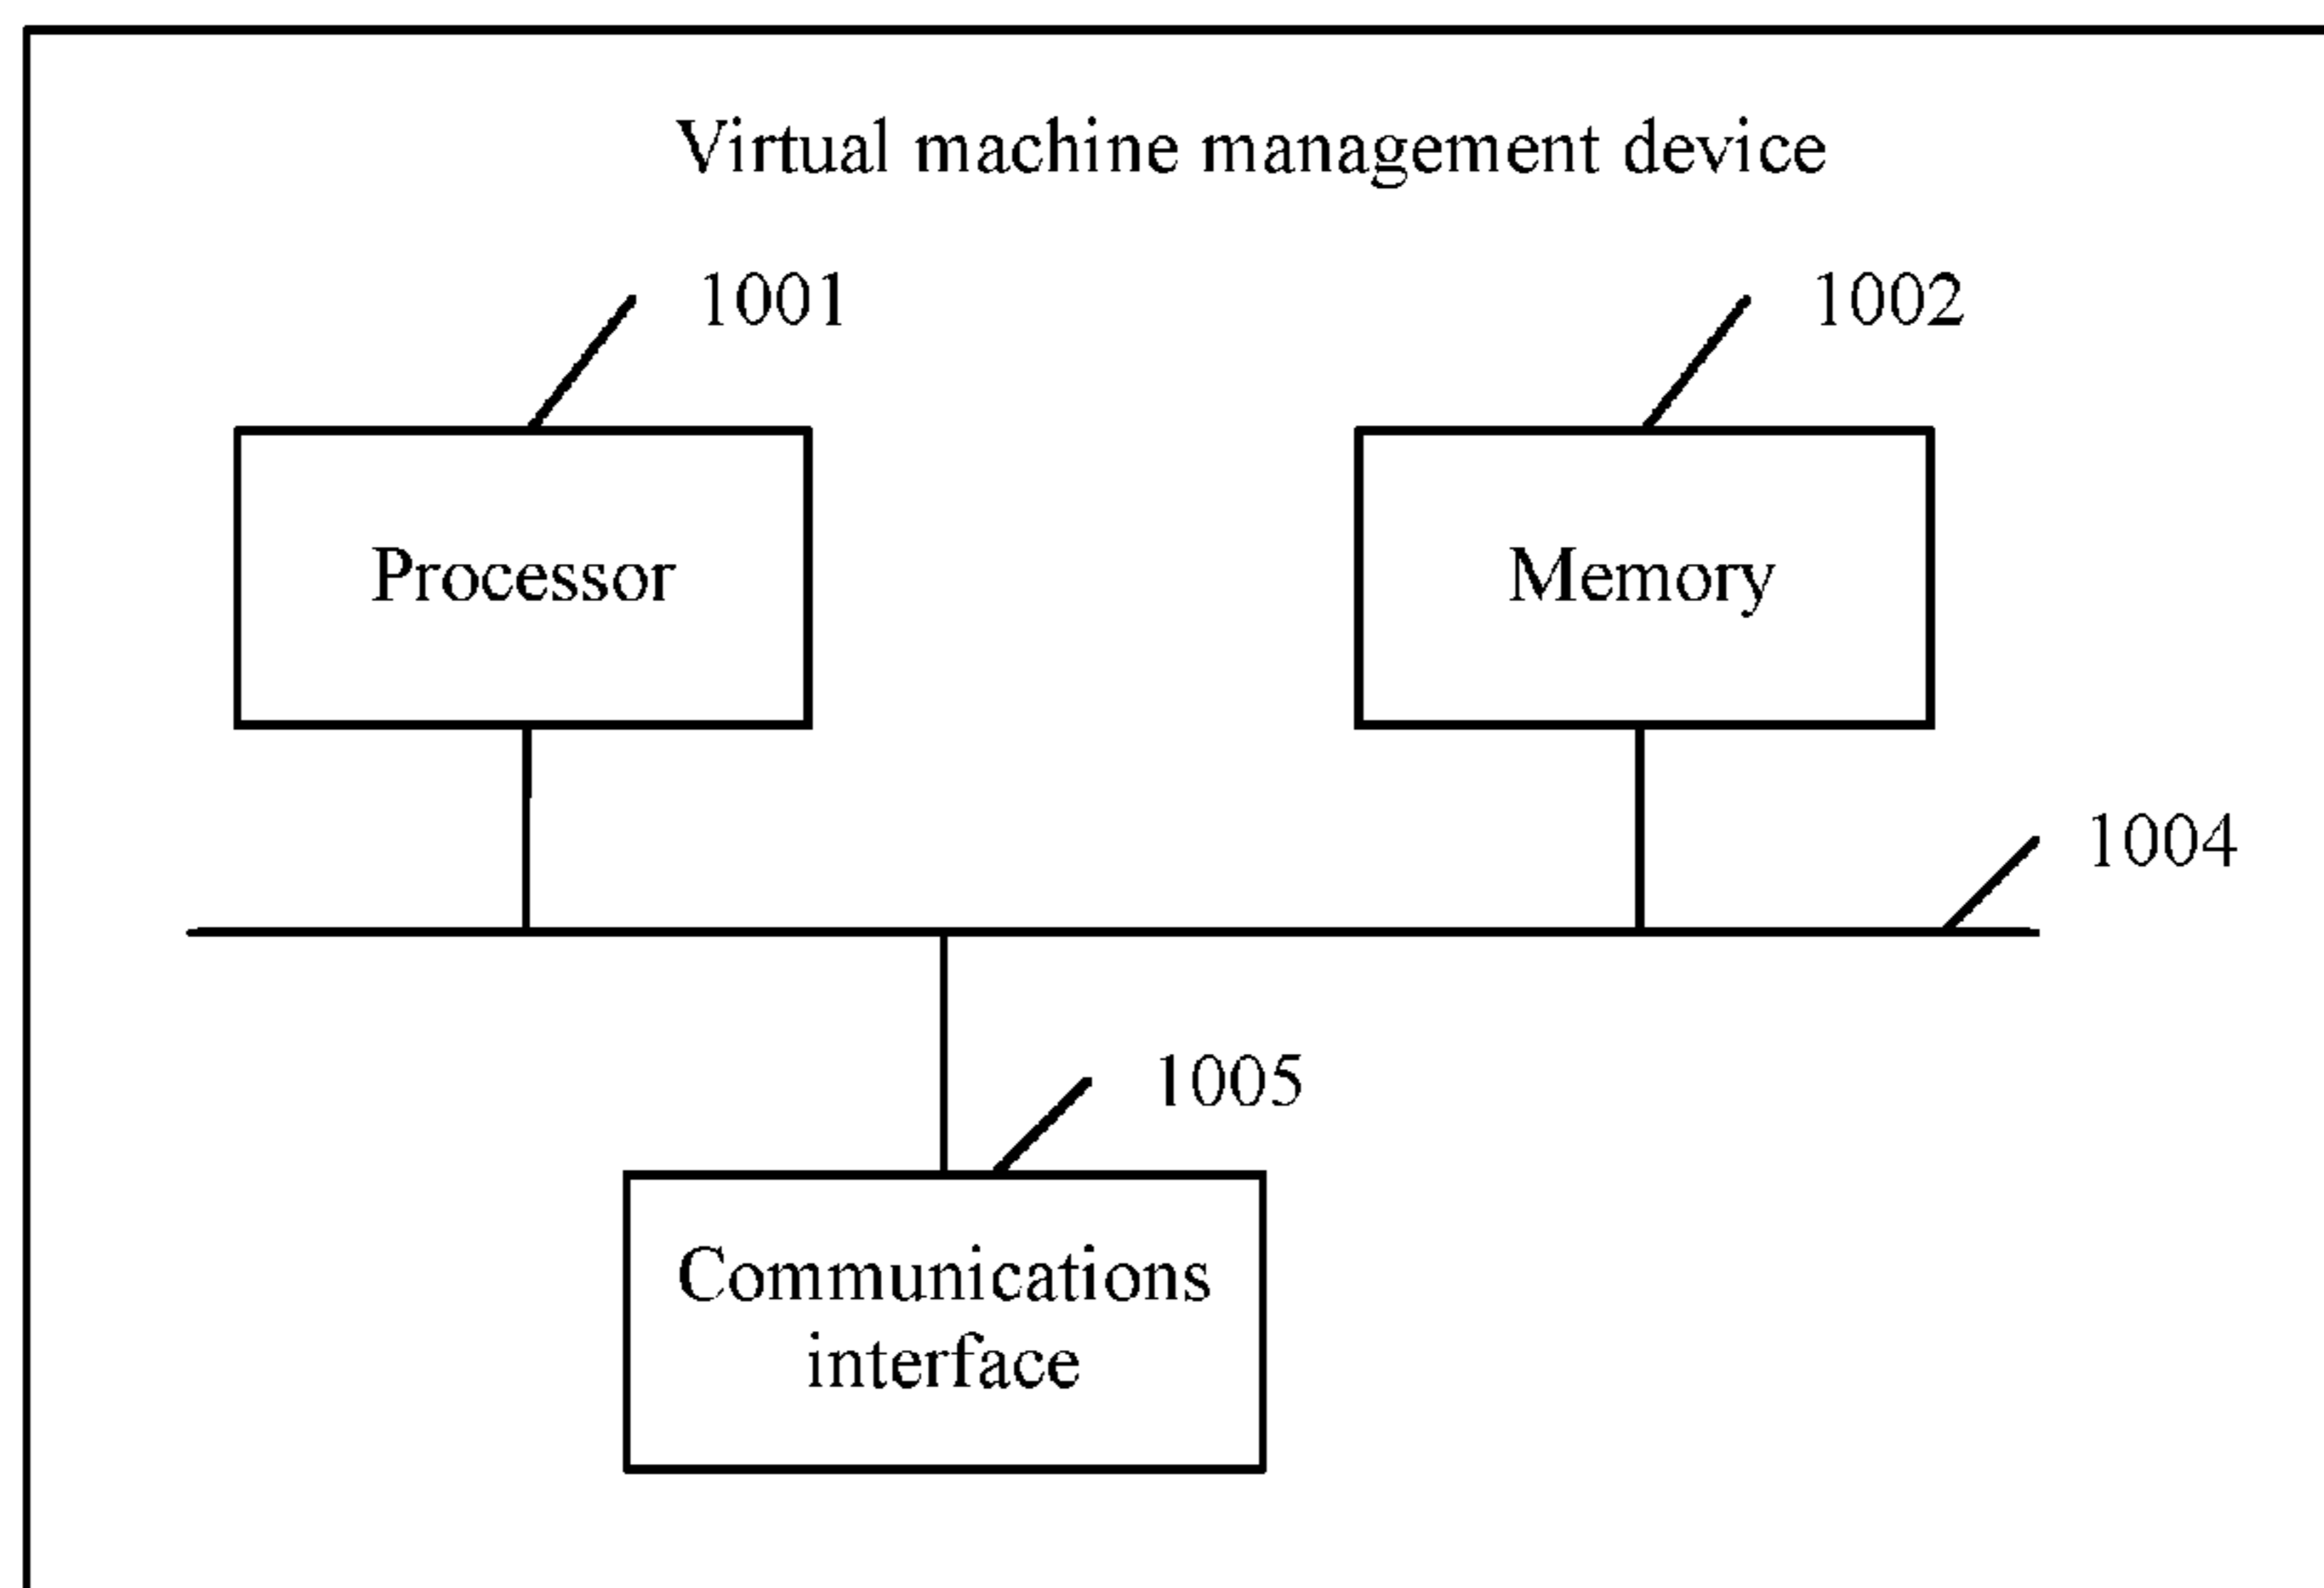 Virtual machine management device
1001
1002
Processor
Memory
1004
1005
Communications
interface